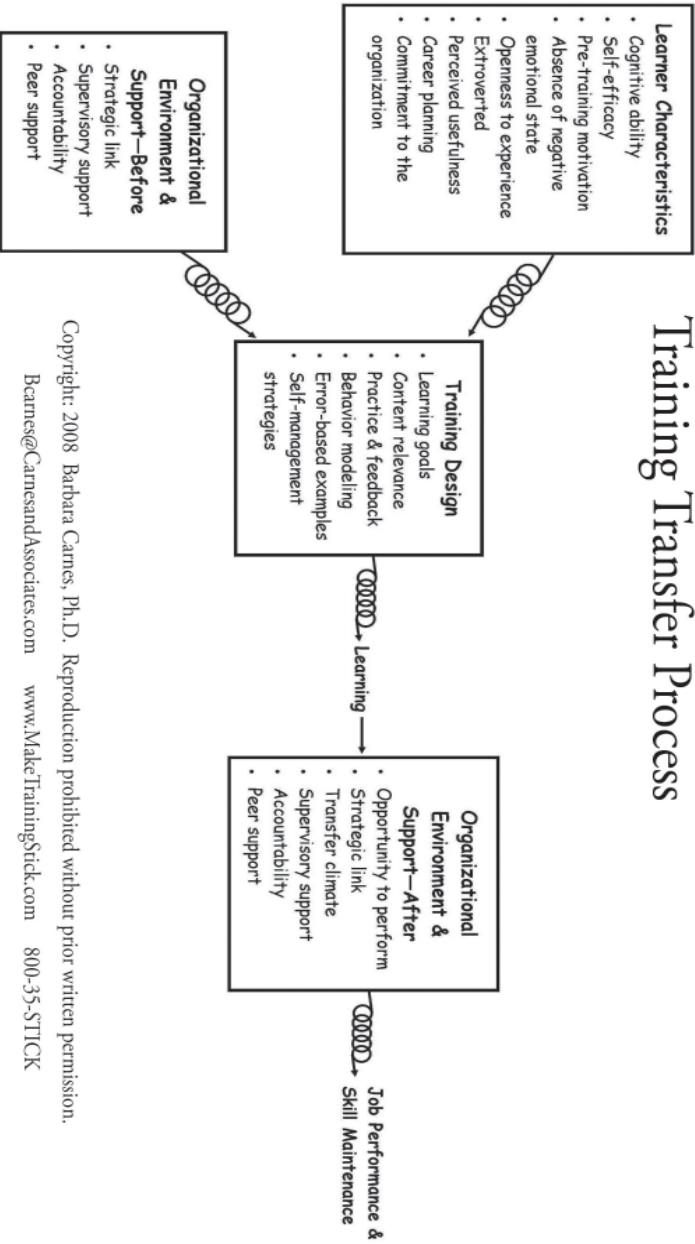 Training Transfer Process
Learner Characteristics
• Cognitive ability
• Self-efficacy
• Pre-training motivation
• Absence of negative
emotional state
• Openness to experience
• Extroverted
• Perceived usefulness
• Career planning
• Commitment to the
organization
Organizational
Environment &
Support—Before
• Strategic link
• Supervisory support
• Accountability
• Peer support
Training Design
• Learning goals
• Content relevance
• Practice & feedback
• Behavior modeling
• Error-based examples
• Self-management
strategies
Learning
Organizational
Environment &
Support—After
• Opportunity to perform
• Strategic link
• Transfer climate
• Supervisory support
• Accountability
• Peer support
Job Performance &
Skill Maintenance
Copyright: 2008 Barbara Carnes, Ph.D. Reproduction prohibited without prior written permission.
Bcarnes@CarnesandAssociates.com www.MakeTrainingStick.com 800-35-STICK